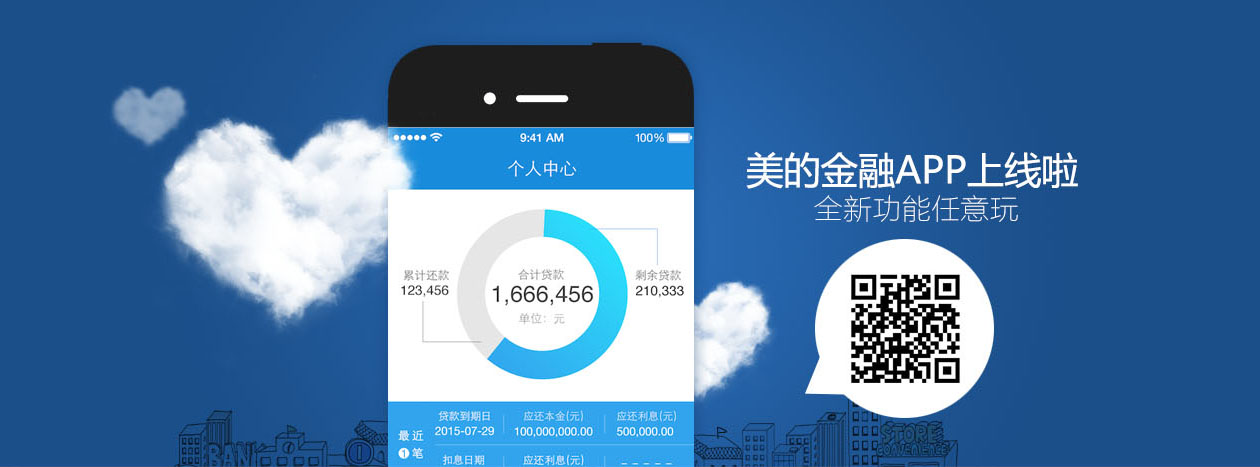 9:41 AM
100%
个人中心
美的金融APP上线啦
全新功能任意玩
累计还款
123,456
合计贷款
1,666,456
单位：元
剩余贷款
210,333
最近
1笔
贷款到期日
应还本金(元)
应还利息(元)
2015-07-29
100,000,000.00
500,000.00
扣息日期
应还利息(元)
BANK
STORE